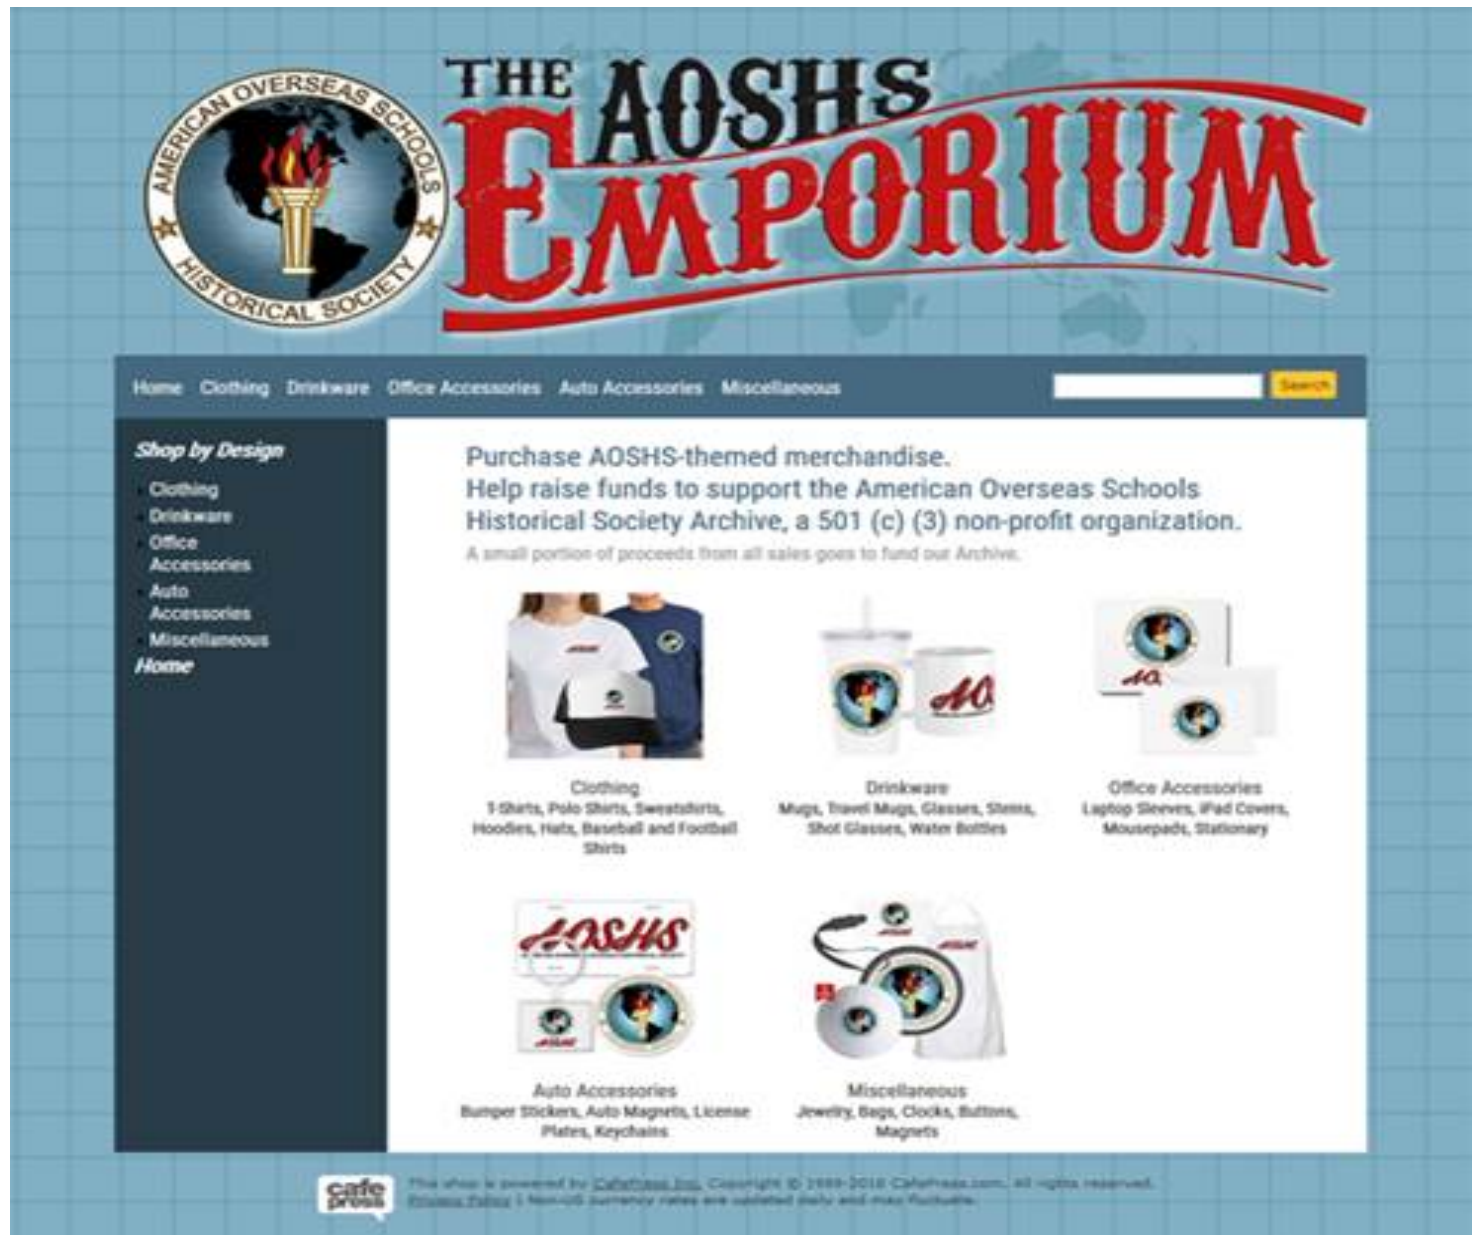 AMERICAN OVERSEAS SCHOOLS
HISTORICAL SOCIETY
THE AOSHS
EMPORIUM
Home Clothing Drinkware Office Accessories Auto Accessories Miscellaneous
Search
Shop by Design
Clothing
Drinkware
Office
Accessories
Auto
Accessories
Miscellaneous
Home
Purchase AOSHS-themed merchandise.
Help raise funds to support the American Overseas Schools
Historical Society Archive, a 501 (c) (3) non-profit organization.
A small portion of proceeds from all sales goes to fund our Archive.
AOSHS
AO
AO
Clothing
T-Shirts, Polo Shirts, Sweatshirts,
Hoodies, Hats, Baseball and Football
Shirts
Drinkware
Mugs, Travel Mugs, Glasses, Steins,
Shot Glasses, Water Bottles
Office Accessories
Laptop Sleeves, iPad Covers,
Mousepads, Stationary
AOSHS
AOSHS
AOSHS
Auto Accessories
Bumper Stickers, Auto Magnets, License
Plates, Keychains
Miscellaneous
Jewelry, Bags, Clocks, Buttons,
Magnets
cafe
press
This shop is powered by CafePress Inc. Copyright © 1999-2018 CafePress.com. All rights reserved.
Privacy Policy | Non-US currency rates are updated daily and may fluctuate.